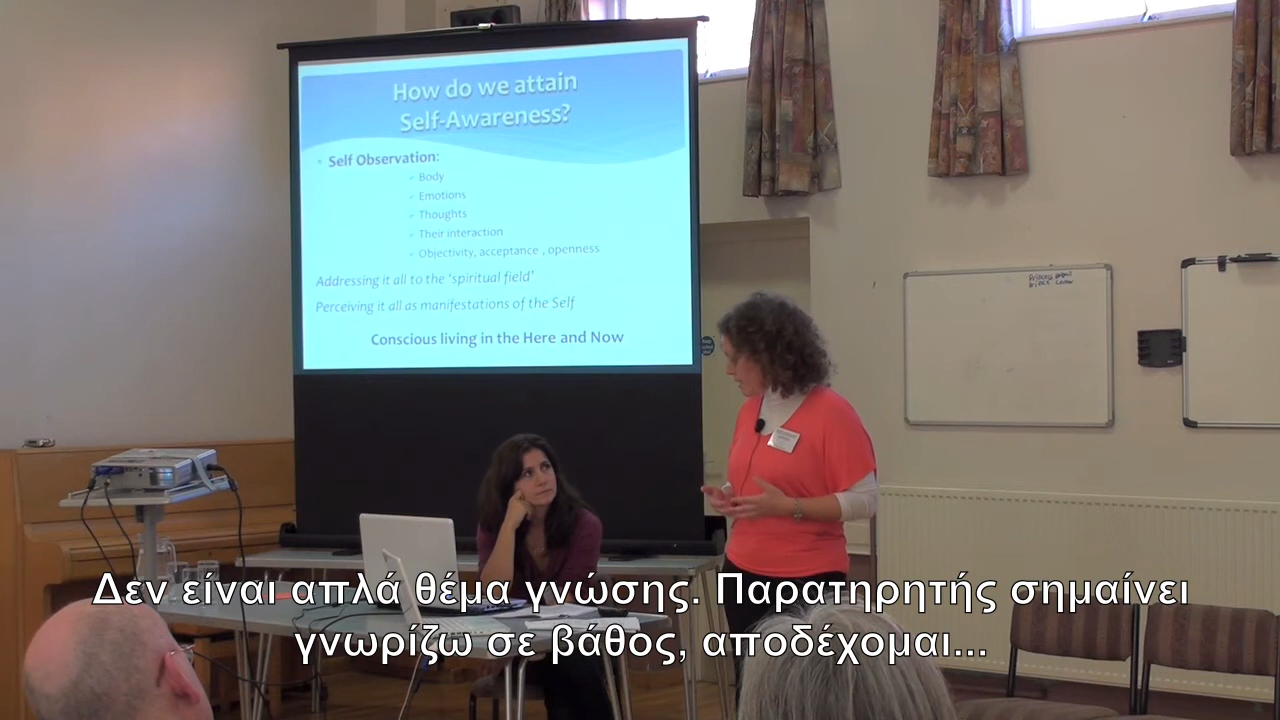 How do we attain
Self-Awareness?
Self Observation:
Body
Emotions
Thoughts
Their interaction
Objectivity, acceptance , openness
Addressing it all to the 'spiritual field'
Perceiving it all as manifestations of the Self
Conscious living in the Here and Now
Δεν είναι απλά θέμα γνώσης. Παρατηρητής σημαίνει
γνωρίζω σε βάθος, αποδέχομαι...